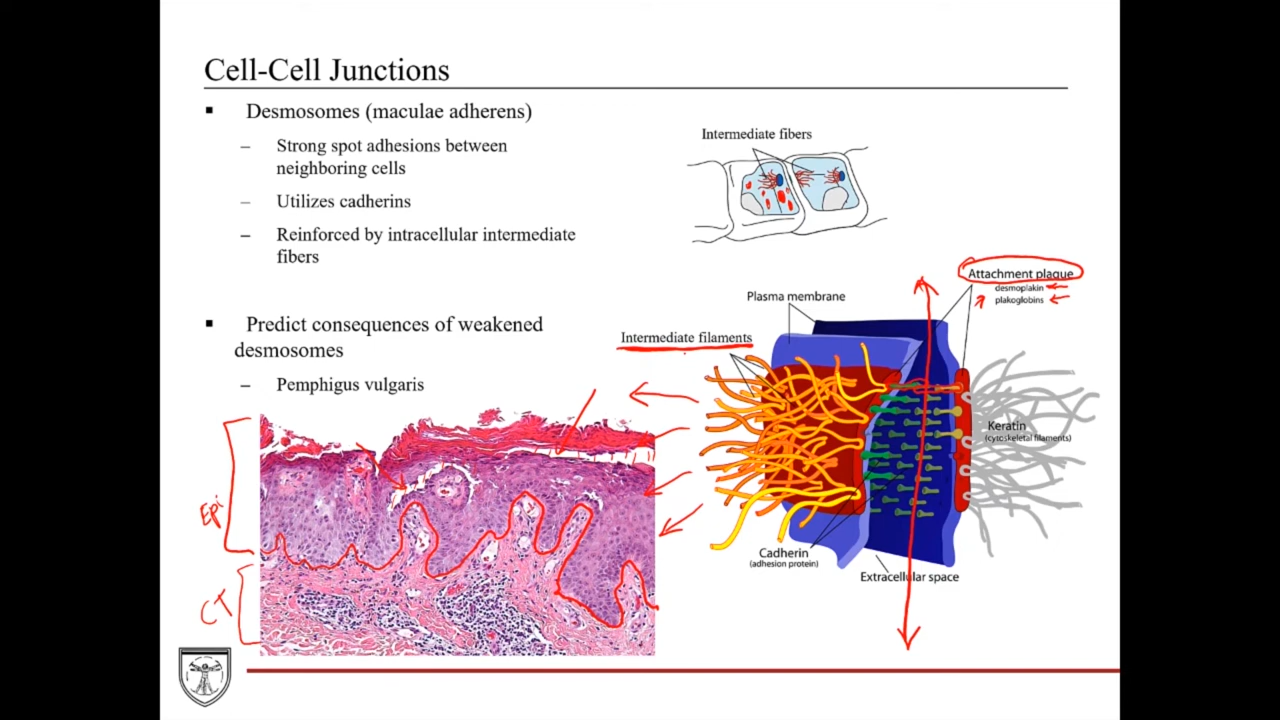 Cell-Cell Junctions
▪ Desmosomes (maculae adherens)
– Strong spot adhesions between
neighboring cells
– Utilizes cadherins
– Reinforced by intracellular intermediate
fibers
▪ Predict consequences of weakened
desmosomes
– Pemphigus vulgaris
Epi
CT
Intermediate fibers
Attachment plaque
desmoplakin
plakoglobins
Plasma membrane
Intermediate filaments
Keratin
(cytoskeletal filaments)
Cadherin
(adhesion protein)
Extracellular space